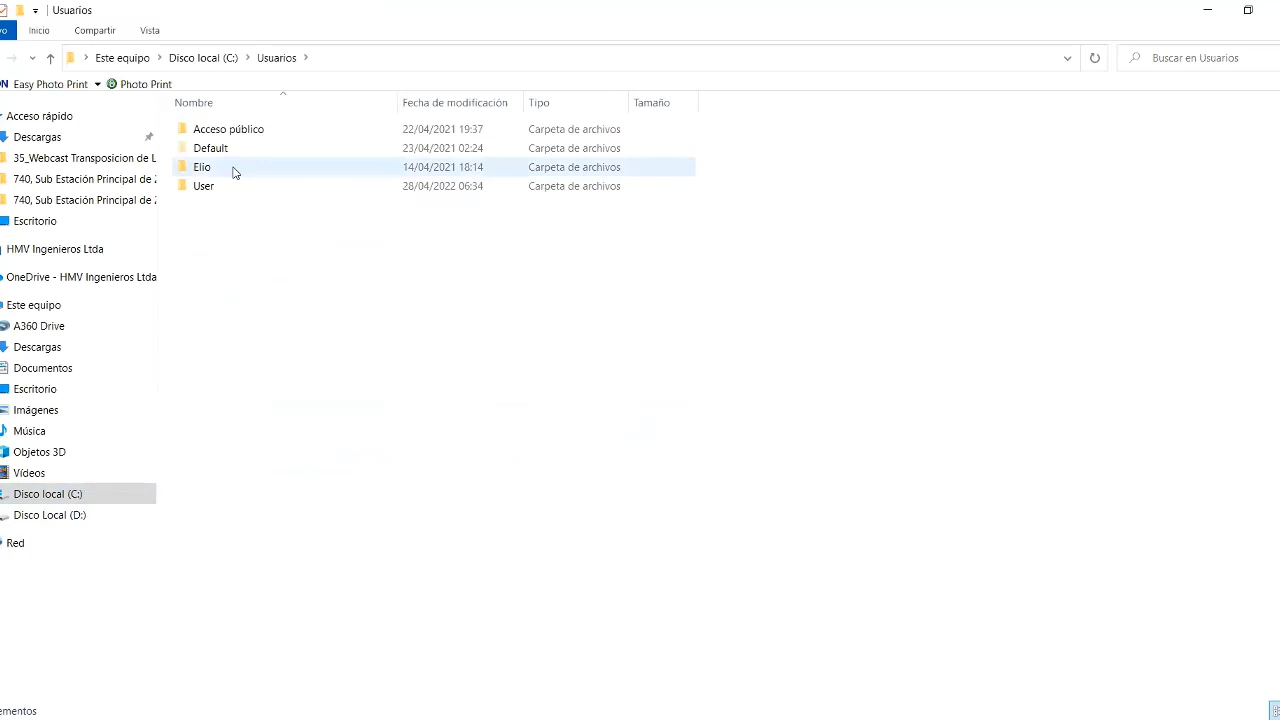 Usuarios
Inicio Compartir Vista
Este equipo > Disco local (C:) > Usuarios >
Buscar en Usuarios
Easy Photo Print Photo Print
Nombre Fecha de modificación Tipo Tamaño
Acceso público 22/04/2021 19:37 Carpeta de archivos
Default 23/04/2021 02:24 Carpeta de archivos
Elio 14/04/2021 18:14 Carpeta de archivos
User 28/04/2022 06:34 Carpeta de archivos
Acceso rápido
Descargas
35_Webcast Transposicion de L
740, Sub Estación Principal de
740, Sub Estación Principal de
Escritorio
HMV Ingenieros Ltda
OneDrive - HMV Ingenieros Ltda
Este equipo
A360 Drive
Descargas
Documentos
Escritorio
Imágenes
Música
Objetos 3D
Vídeos
Disco local (C:)
Disco Local (D:)
Red
ementos